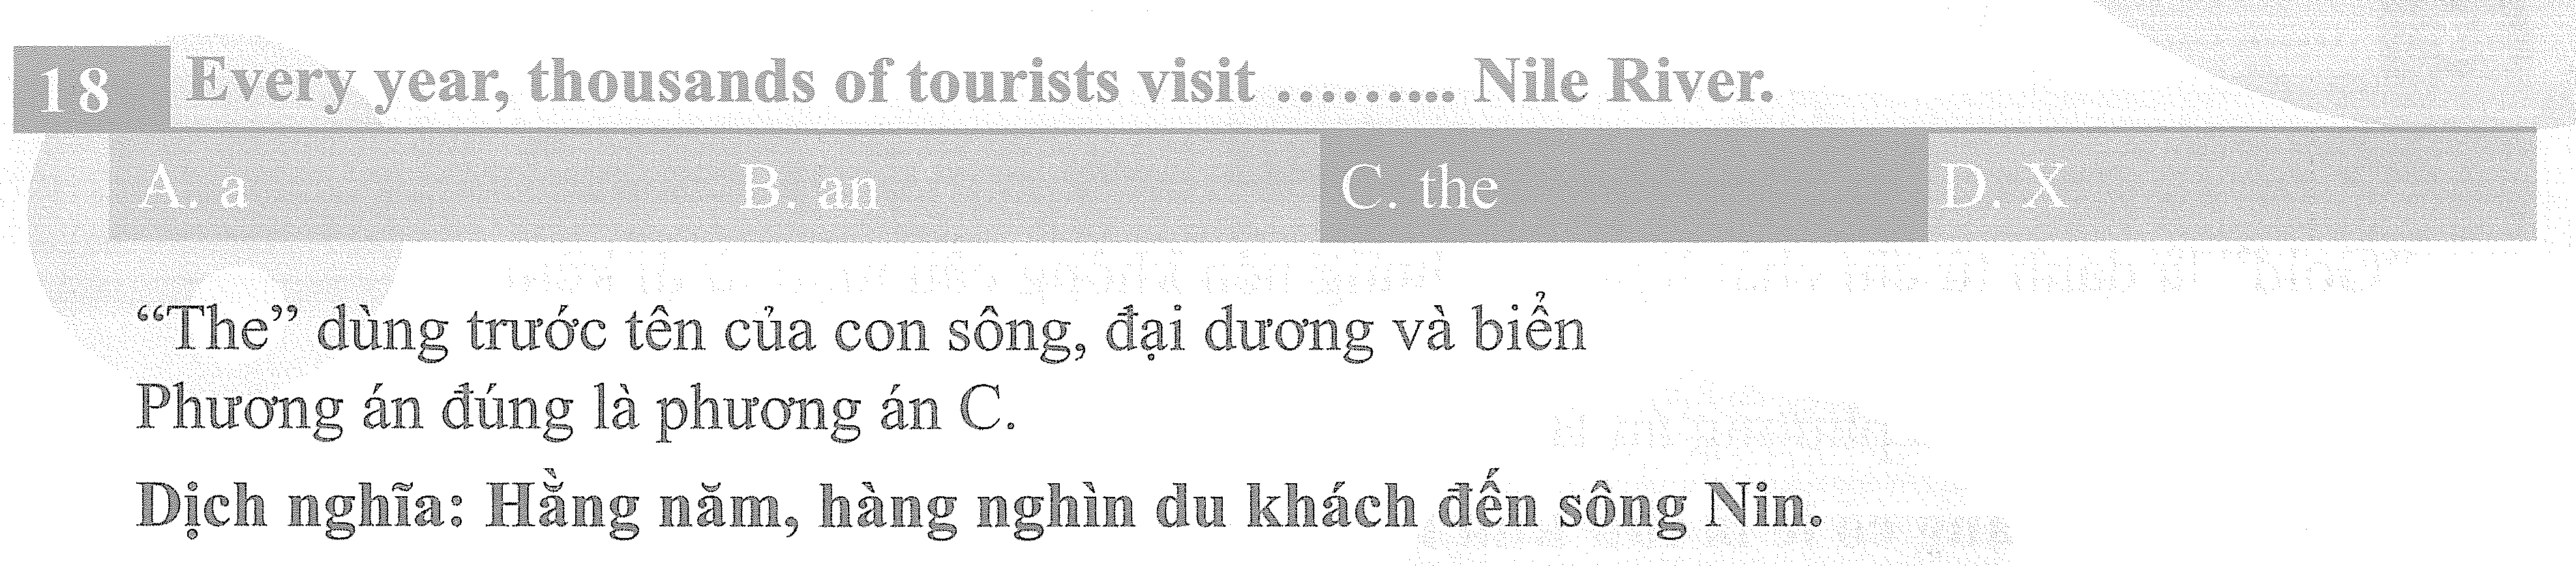 18 Every year, thousands of tourists visit ......... Nile River.
A. a B. an C. the D. X
“The” dùng trước tên của con sông, đại dương và biển
Phương án đúng là phương án C.
Dịch nghĩa: Hằng năm, hàng nghìn du khách đến sông Nin.